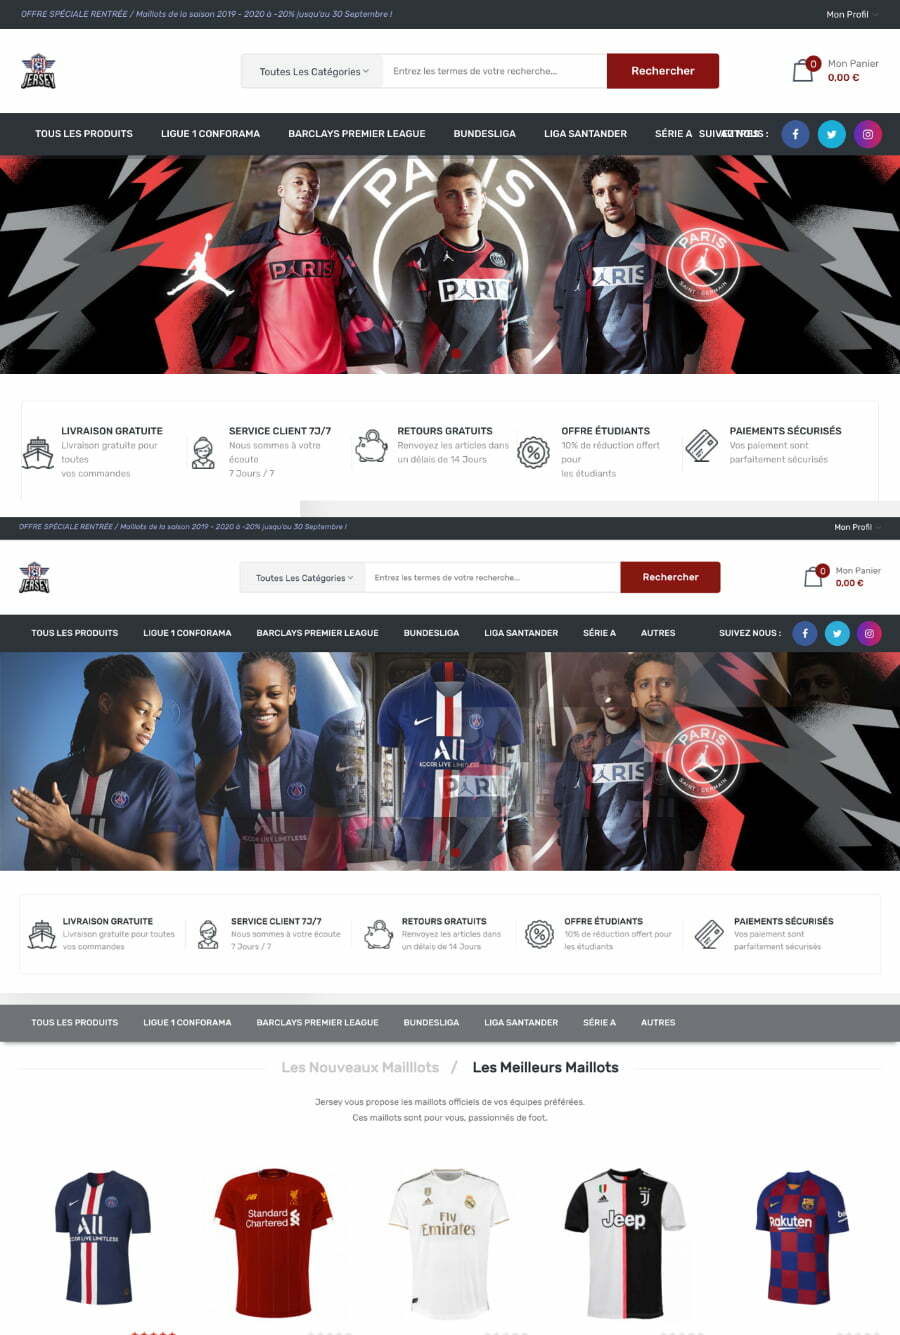 OFFRE SPÉCIALE RENTRÉE / Maillots de la saison 2019 - 2020 à -20% jusqu'au 30 Septembre !
Mon Profil
JERSEY
Toutes Les Catégories
Entrez les termes de votre recherche...
Rechercher
0
Mon Panier
0,00 €
TOUS LES PRODUITS
LIGUE 1 CONFORAMA
BARCLAYS PREMIER LEAGUE
BUNDESLIGA
LIGA SANTANDER
SÉRIE A
AUTRES
SUIVEZ NOUS :
PARIS
PARIS
PARIS
PARIS
PARIS
SAINT - GERMAIN
LIVRAISON GRATUITE
Livraison gratuite pour
toutes
vos commandes
SERVICE CLIENT 7J/7
Nous sommes à votre
écoute
7 Jours / 7
RETOURS GRATUITS
Renvoyez les articles dans
un délais de 14 Jours
OFFRE ÉTUDIANTS
10% de réduction offert
pour
les étudiants
PAIEMENTS SÉCURISÉS
Vos paiement sont
parfaitement sécurisés
OFFRE SPÉCIALE RENTRÉE / Maillots de la saison 2019 - 2020 à -20% jusqu'au 30 Septembre !
Mon Profil
JERSEY
Toutes Les Catégories
Entrez les termes de votre recherche...
Rechercher
0
Mon Panier
0,00 €
TOUS LES PRODUITS
LIGUE 1 CONFORAMA
BARCLAYS PREMIER LEAGUE
BUNDESLIGA
LIGA SANTANDER
SÉRIE A
AUTRES
SUIVEZ NOUS :
All
ACCOR LIVE LIMITLESS
All
ACCOR LIVE LIMITLESS
PARIS
PARIS
PARIS
SAINT - GERMAIN
LIVRAISON GRATUITE
Livraison gratuite pour toutes
vos commandes
SERVICE CLIENT 7J/7
Nous sommes à votre écoute
7 Jours / 7
RETOURS GRATUITS
Renvoyez les articles dans
un délais de 14 Jours
OFFRE ÉTUDIANTS
10% de réduction offert pour
les étudiants
PAIEMENTS SÉCURISÉS
Vos paiement sont
parfaitement sécurisés
TOUS LES PRODUITS
LIGUE 1 CONFORAMA
BARCLAYS PREMIER LEAGUE
BUNDESLIGA
LIGA SANTANDER
SÉRIE A
AUTRES
Les Nouveaux Mailllots / Les Meilleurs Maillots
Jersey vous propose les maillots officiels de vos équipes préférées.
Ces maillots sont pour vous, passionnés de foot.
All
ACCOR LIVE LIMITLESS
Standard
Chartered
Fly
Emirates
Jeep
Rakuten